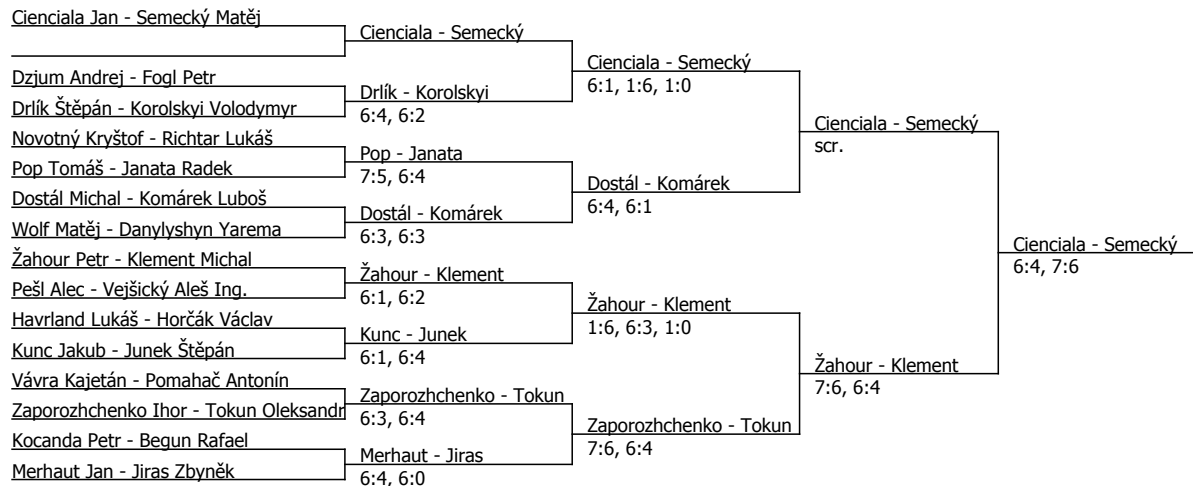 Cienciala Jan - Semecký Matěj
Dzjum Andrej - Fogl Petr
Drlík Štěpán - Korolskyi Volodymyr
Novotný Kryštof - Richtar Lukáš
Pop Tomáš - Janata Radek
Dostál Michal - Komárek Luboš
Wolf Matěj - Danylyshyn Yarema
Žahour Petr - Klement Michal
Pešl Alec - Vejšický Aleš Ing.
Havrland Lukáš - Horčák Václav
Kunc Jakub - Junek Štěpán
Vávra Kajetán - Pomahač Antonín
Zaporozhchenko Ihor - Tokun Oleksandr
Kocanda Petr - Begun Rafael
Merhaut Jan - Jiras Zbyněk
Cienciala - Semecký
Drlík - Korolskyi
6:4, 6:2
Pop - Janata
7:5, 6:4
Dostál - Komárek
6:3, 6:3
Žahour - Klement
6:1, 6:2
Kunc - Junek
6:1, 6:4
Zaporozhchenko - Tokun
6:3, 6:4
Merhaut - Jiras
6:4, 6:0
Cienciala - Semecký
6:1, 1:6, 1:0
Dostál - Komárek
6:4, 6:1
Žahour - Klement
1:6, 6:3, 1:0
Zaporozhchenko - Tokun
7:6, 6:4
Cienciala - Semecký
scr.
Žahour - Klement
7:6, 6:4
Cienciala - Semecký
6:4, 7:6